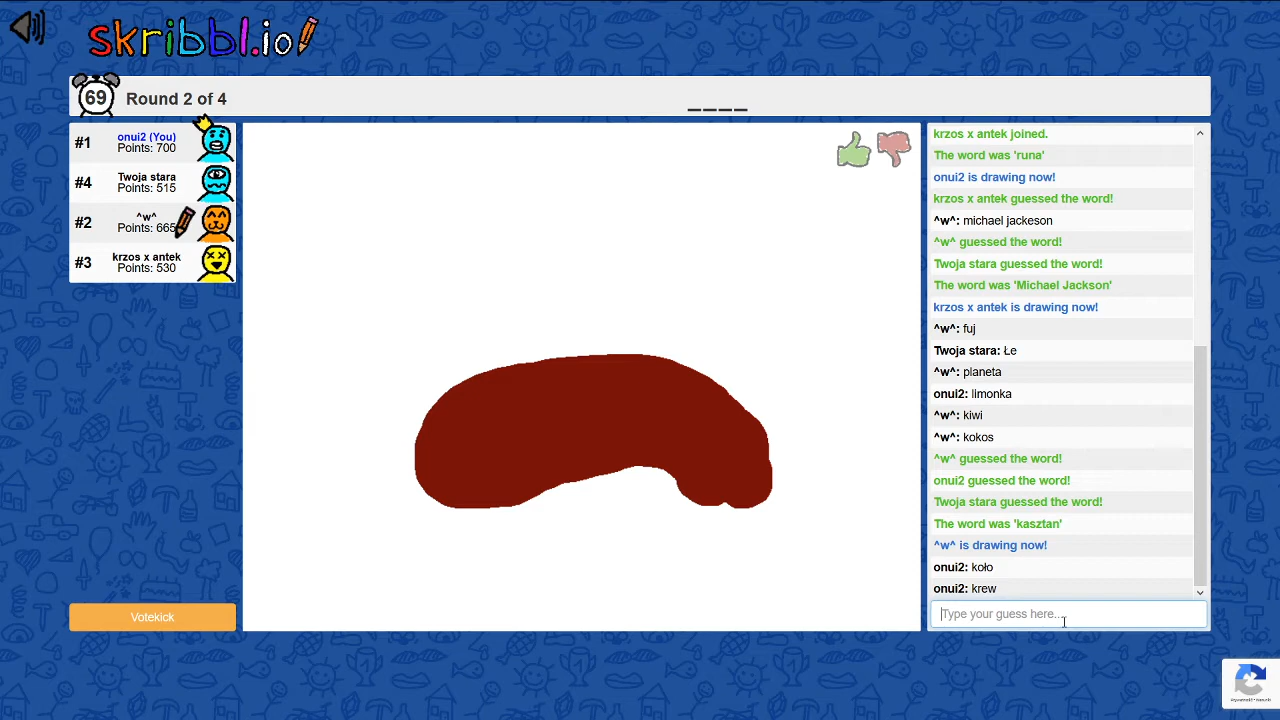 skribbl.io
69
Round 2 of 4
_ _ _ _
#1 onui2 (You)
Points: 700
#4 Twoja stara
Points: 515
#2 ^w^
Points: 665
#3 krzos x antek
Points: 530
Votekick
krzos x antek joined.
The word was 'runa'
onui2 is drawing now!
krzos x antek guessed the word!
^w^: michael jackeson
^w^ guessed the word!
Twoja stara guessed the word!
The word was 'Michael Jackson'
krzos x antek is drawing now!
^w^: fuj
Twoja stara: Łe
^w^: planeta
onui2: limonka
^w^: kiwi
^w^: kokos
^w^ guessed the word!
onui2 guessed the word!
Twoja stara guessed the word!
The word was 'kasztan'
^w^ is drawing now!
onui2: koło
onui2: krew
Type your guess here...